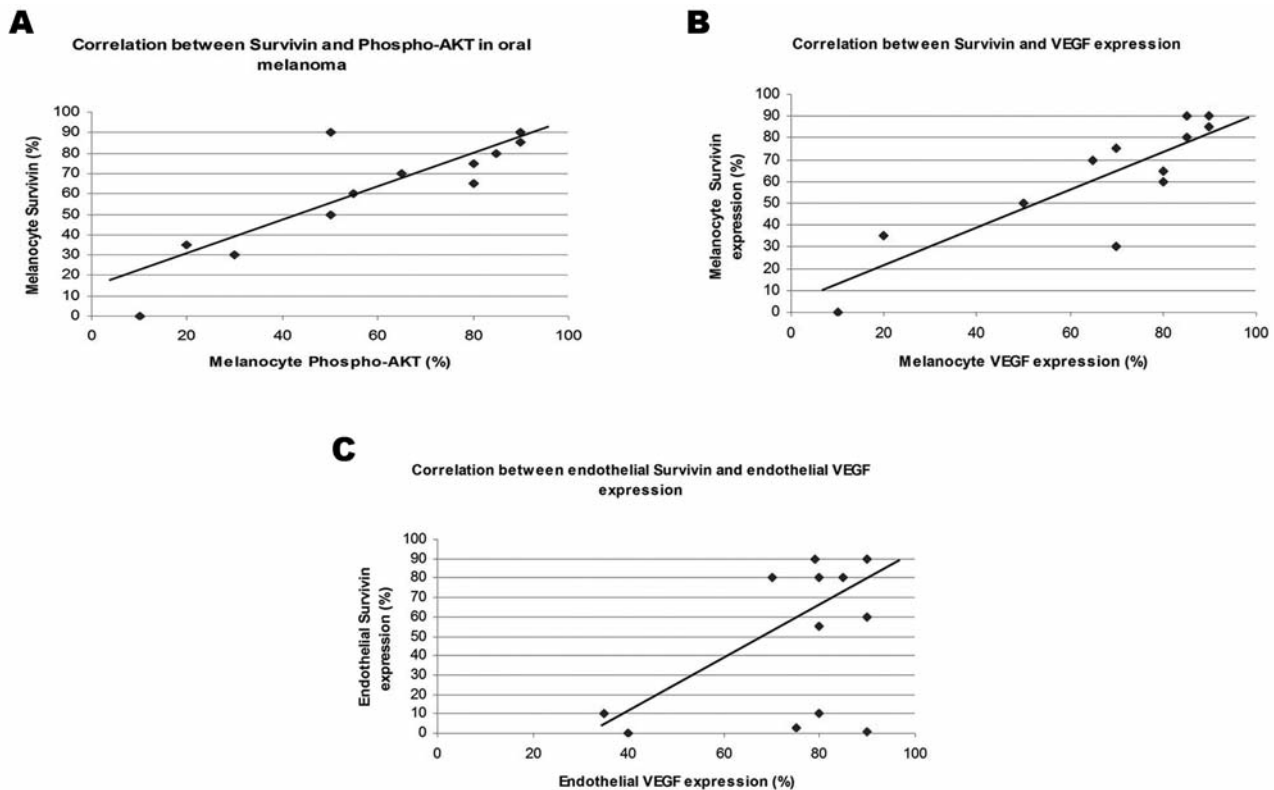 A
Correlation between Survivin and Phospho-AKT in oral
melanoma
Melanocyte Survivin (%)
100
90
80
70
60
50
40
30
20
10
0
0 20 40 60 80 100
Melanocyte Phospho-AKT (%)
B
Correlation between Survivin and VEGF expression
Melanocyte Survivin
expression (%)
100
90
80
70
60
50
40
30
20
10
0
0 20 40 60 80 100
Melanocyte VEGF expression (%)
C
Correlation between endothelial Survivin and endothelial VEGF
expression
Endothelial Survivin
expression (%)
100
90
80
70
60
50
40
30
20
10
0
0 20 40 60 80 100
Endothelial VEGF expression (%)